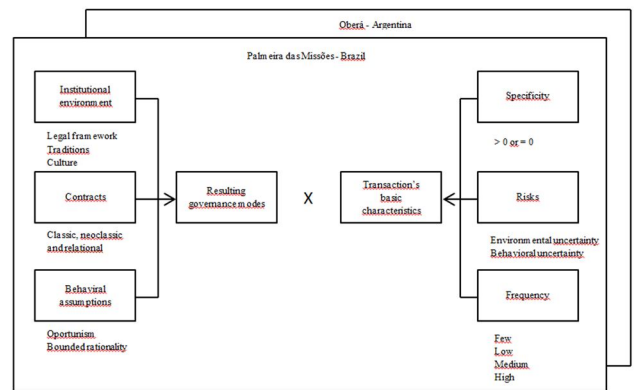 Oberá - Argentina
Palmeira das Missões - Brazil
Institutional
environment
Legal framework
Traditions
Culture
Contracts
Classic, neoclassic
and relational
Behaviral
assumptions
Oportunism
Bounded rationality
Resulting
governance modes
X
Transaction's
basic
characteristics
Specificity
> 0 or = 0
Risks
Environmental uncertainty
Behavioral uncertainty
Frequency
Few
Low
Medium
High